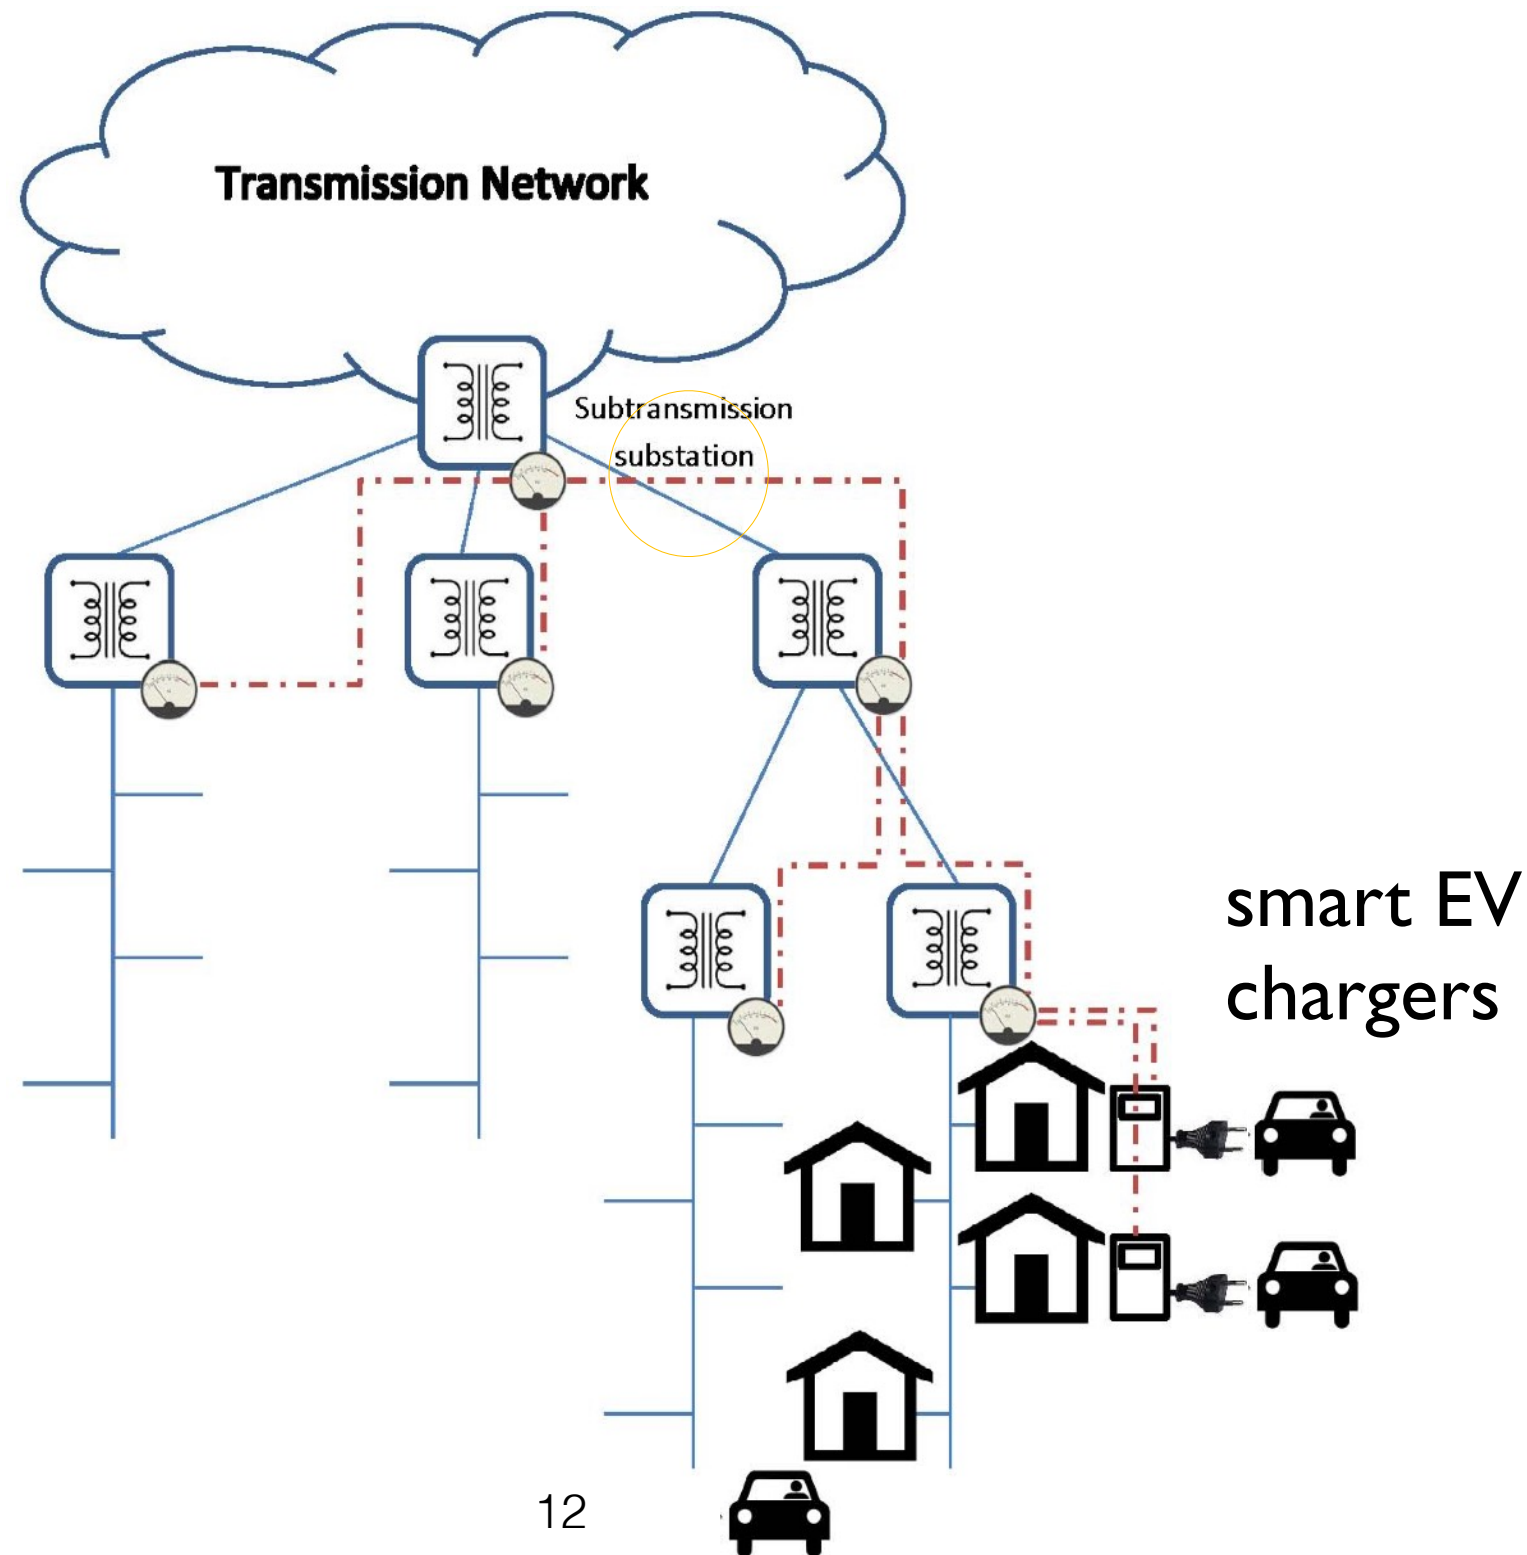 Transmission Network
Subtransmission
substation
smart EV
chargers
12